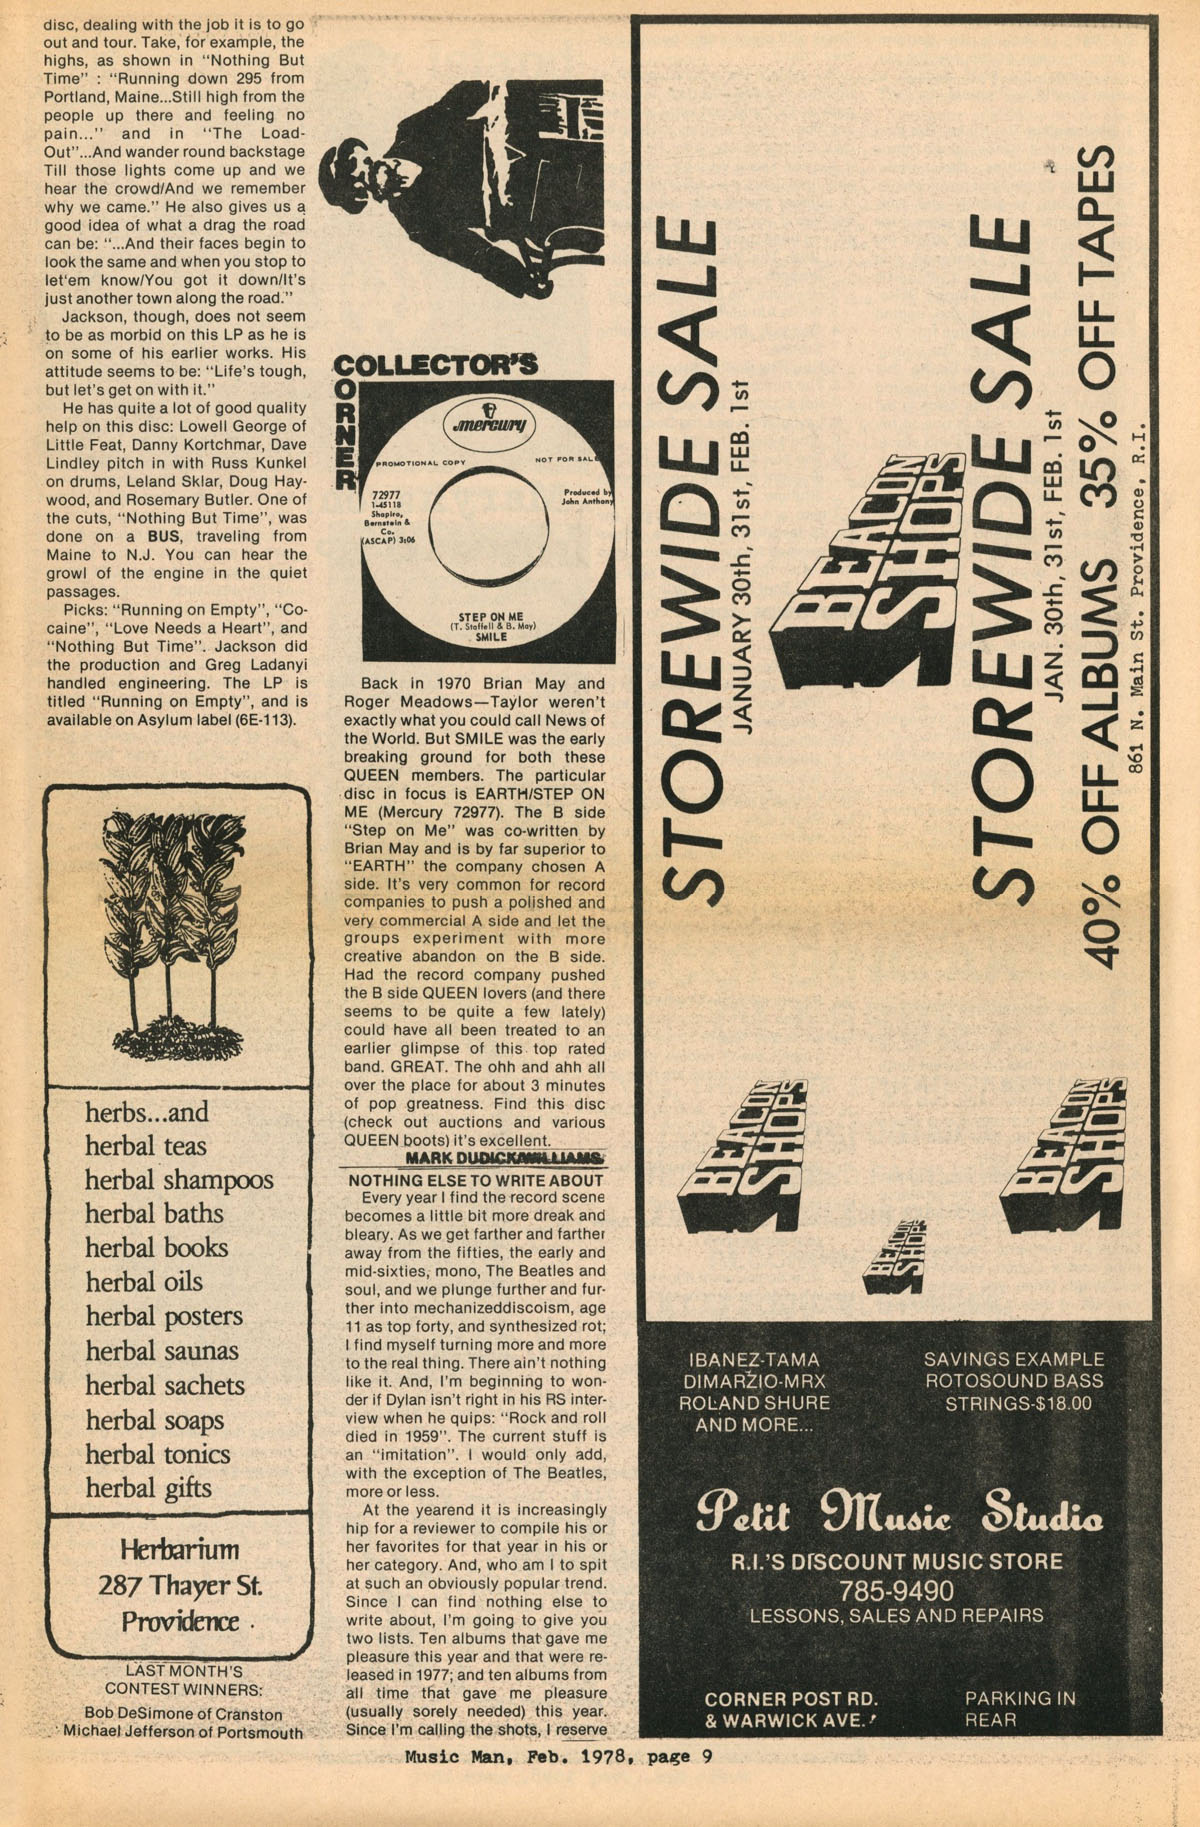 disc, dealing with the job it is to go
out and tour. Take, for example, the
highs, as shown in "Nothing But
Time" : "Running down 295 from
Portland, Maine...Still high from the
people up there and feeling no
pain..." and in "The Load-
Out"...And wander round backstage
Till those lights come up and we
hear the crowd/And we remember
why we came." He also gives us a
good idea of what a drag the road
can be: "...And their faces begin to
look the same and when you stop to
let'em know/You got it down/It's
just another town along the road."
Jackson, though, does not seem
to be as morbid on this LP as he is
on some of his earlier works. His
attitude seems to be: "Life's tough,
but let's get on with it."
He has quite a lot of good quality
help on this disc: Lowell George of
Little Feat, Danny Kortchmar, Dave
Lindley pitch in with Russ Kunkel
on drums, Leland Sklar, Doug Hay-
wood, and Rosemary Butler. One of
the cuts, "Nothing But Time", was
done on a BUS, traveling from
Maine to N.J. You can hear the
growl of the engine in the quiet
passages.
Picks: "Running on Empty", "Co-
caine", "Love Needs a Heart", and
"Nothing But Time". Jackson did
the production and Greg Ladanyi
handled engineering. The LP is
titled "Running on Empty", and is
available on Asylum label (6E-113).
herbs...and
herbal teas
herbal shampoos
herbal baths
herbal books
herbal oils
herbal posters
herbal saunas
herbal sachets
herbal soaps
herbal tonics
herbal gifts
Herbarium
287 Thayer St.
Providence
LAST MONTH'S
CONTEST WINNERS:
Bob DeSimone of Cranston
Michael Jefferson of Portsmouth
COLLECTOR'S
CORNER
mercury
PROMOTIONAL COPY
NOT FOR SALE
72977
1-45118
Shapiro,
Bernstein &
Co.
(ASCAP) 3:06
Produced by
John Anthony
STEP ON ME
(T. Staffell & B. May)
SMILE
Back in 1970 Brian May and
Roger Meadows—Taylor weren't
exactly what you could call News of
the World. But SMILE was the early
breaking ground for both these
QUEEN members. The particular
disc in focus is EARTH/STEP ON
ME (Mercury 72977). The B side
"Step on Me" was co-written by
Brian May and is by far superior to
"EARTH" the company chosen A
side. It's very common for record
companies to push a polished and
very commercial A side and let the
groups experiment with more
creative abandon on the B side.
Had the record company pushed
the B side QUEEN lovers (and there
seems to be quite a few lately)
could have all been treated to an
earlier glimpse of this top rated
band. GREAT. The ohh and ahh all
over the place for about 3 minutes
of pop greatness. Find this disc
(check out auctions and various
QUEEN boots) it's excellent.
MARK
NOTHING ELSE TO WRITE ABOUT
Every year I find the record scene
becomes a little bit more dreak and
bleary. As we get farther and farther
away from the fifties, the early and
mid-sixties, mono, The Beatles and
soul, and we plunge further and fur-
ther into mechanizeddiscoism, age
11 as top forty, and synthesized rot;
I find myself turning more and more
to the real thing. There ain't nothing
like it. And, I'm beginning to won-
der if Dylan isn't right in his RS inter-
view when he quips: "Rock and roll
died in 1959". The current stuff is
an "imitation". I would only add,
with the exception of The Beatles,
more or less.
At the yearend it is increasingly
hip for a reviewer to compile his or
her favorites for that year in his or
her category. And, who am I to spit
at such an obviously popular trend.
Since I can find nothing else to
write about, I'm going to give you
two lists. Ten albums that gave me
pleasure this year and that were re-
leased in 1977; and ten albums from
all time that gave me pleasure
(usually sorely needed) this year.
Since I'm calling the shots, I reserve
STOREWIDE SALE
JANUARY 30th, 31st, FEB. 1st
BEACON
SHOPS
STOREWIDE SALE
JAN. 30th, 31st, FEB. 1st
40% OFF ALBUMS 35% OFF TAPES
861 N. Main St. Providence, R.I.
BEACON
SHOPS
BEACON
SHOPS
BEACON
SHOPS
IBANEZ-TAMA
DIMARZIO-MRX
ROLAND SHURE
AND MORE...
SAVINGS EXAMPLE
ROTOSOUND BASS
STRINGS-$18.00
Petit Music Studio
R.I.'S DISCOUNT MUSIC STORE
785-9490
LESSONS, SALES AND REPAIRS
CORNER POST RD.
& WARWICK AVE.
PARKING IN
REAR
Music Man, Feb. 1978, page 9